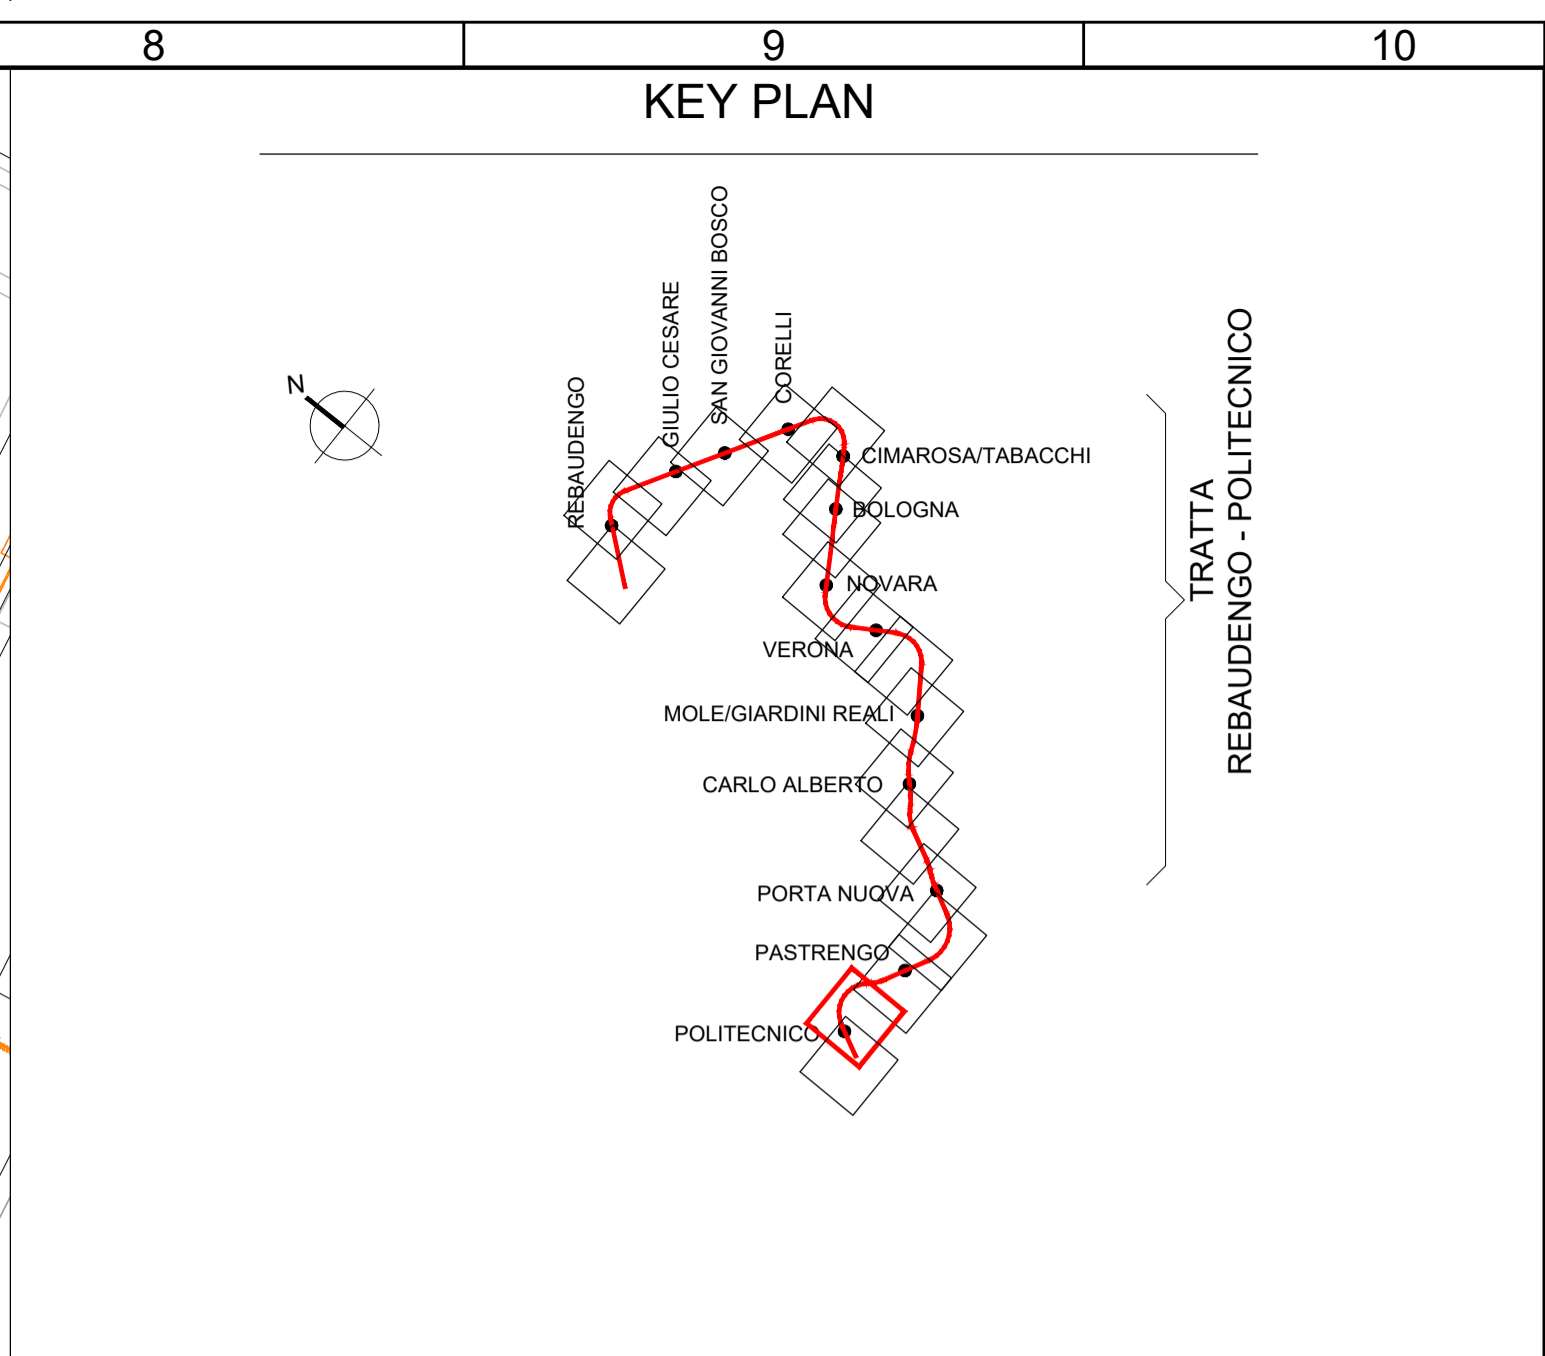 8
9
10
KEY PLAN
N
REBAUDENGO
GIULIO CESARE
SAN GIOVANNI BOSCO
CORELLI
CIMAROSA/TABACCHI
BOLOGNA
NOVARA
VERONA
MOLE/GIARDINI REALI
CARLO ALBERTO
PORTA NUOVA
PASTRENGO
POLITECNICO
TRATTA
REBAUDENGO - POLITECNICO